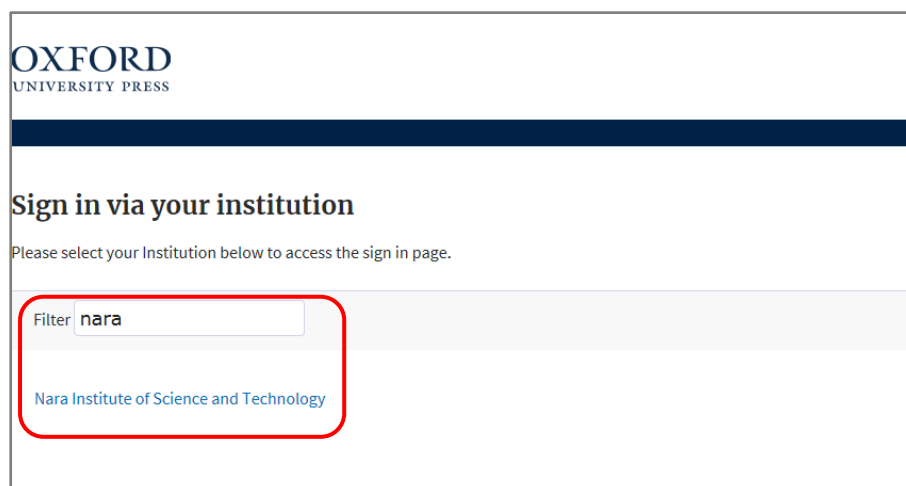 OXFORD
UNIVERSITY PRESS
Sign in via your institution
Please select your Institution below to access the sign in page.
Filter nara
Nara Institute of Science and Technology